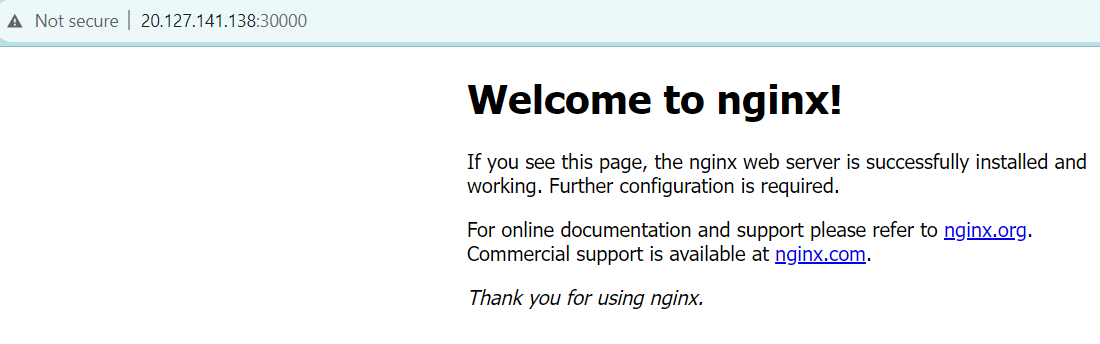 Not secure | 20.127.141.138:30000
Welcome to nginx!
If you see this page, the nginx web server is successfully installed and
working. Further configuration is required.
For online documentation and support please refer to nginx.org.
Commercial support is available at nginx.com.
Thank you for using nginx.